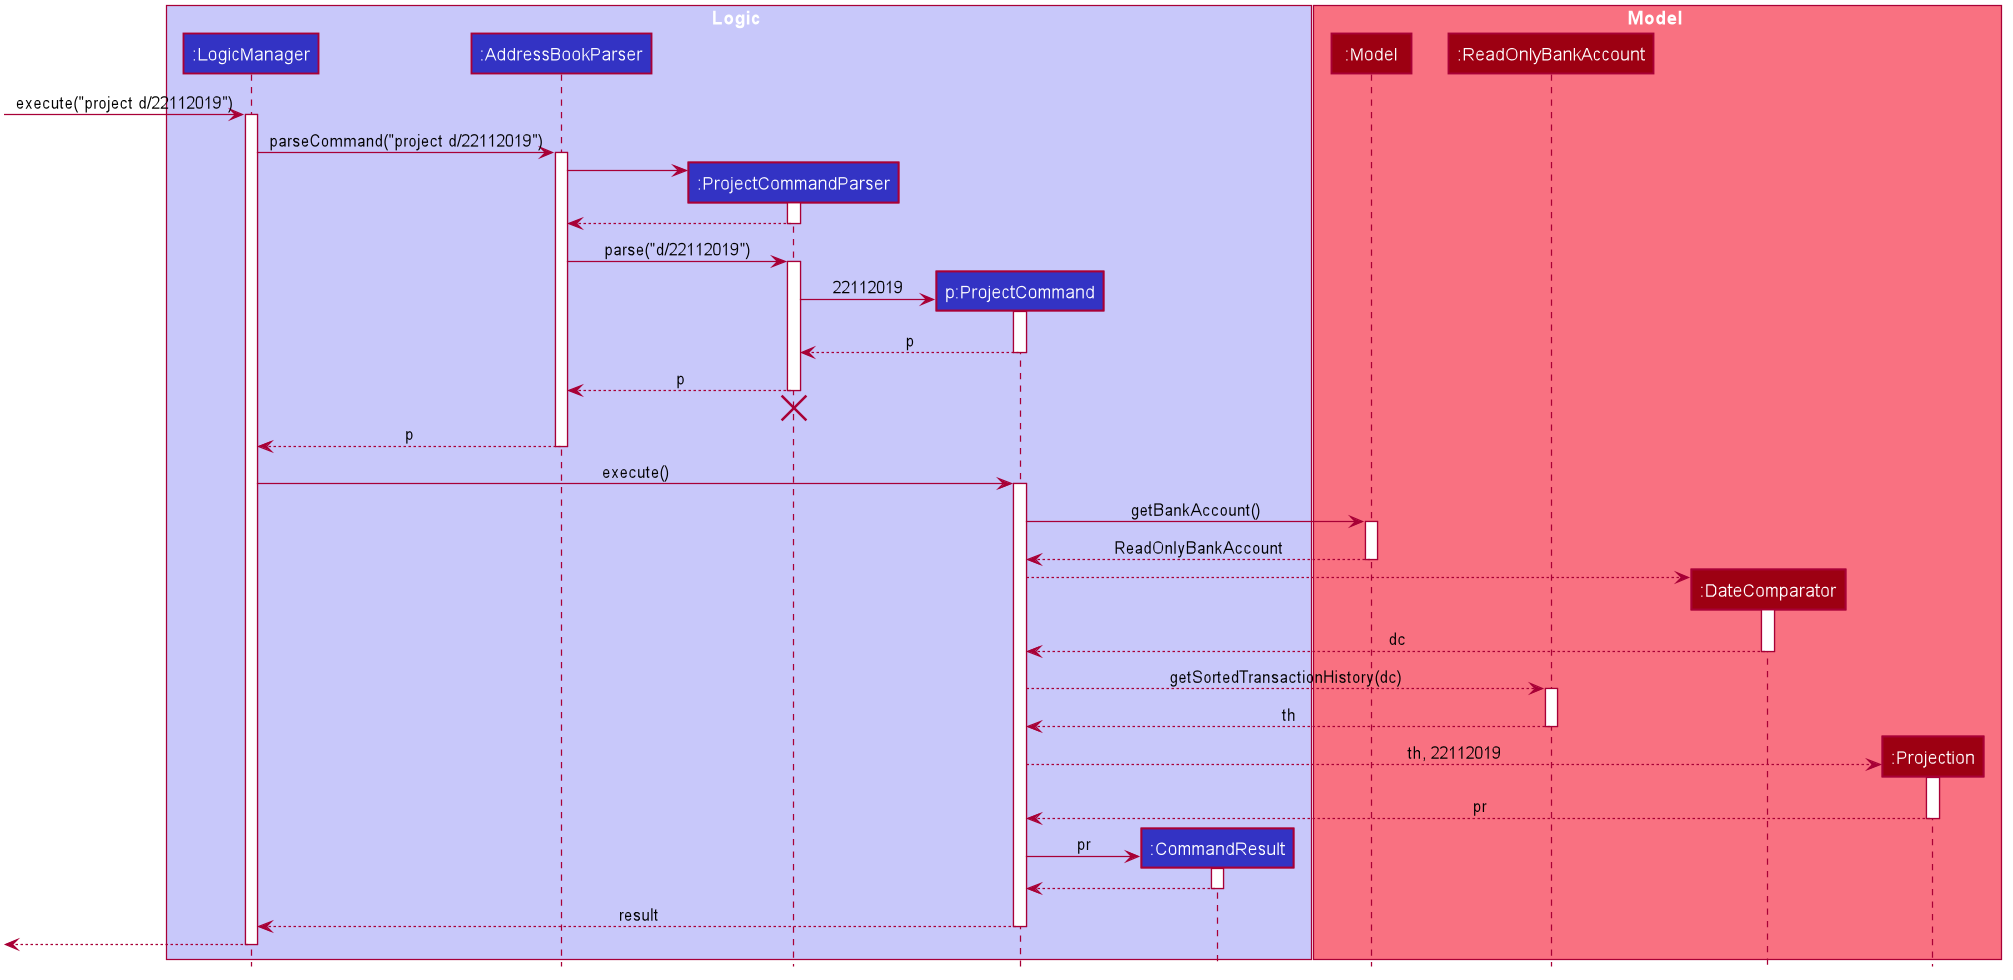 Logic
Model
:LogicManager
:AddressBookParser
:Model
:ReadOnlyBankAccount
execute("project d/22112019")
parseCommand("project d/22112019")
:ProjectCommandParser
parse("d/22112019")
22112019
p:ProjectCommand
p
p
p
execute()
getBankAccount()
ReadOnlyBankAccount
:DateComparator
dc
getSortedTransactionHistory(dc)
th
th, 22112019
:Projection
pr
pr
:CommandResult
result